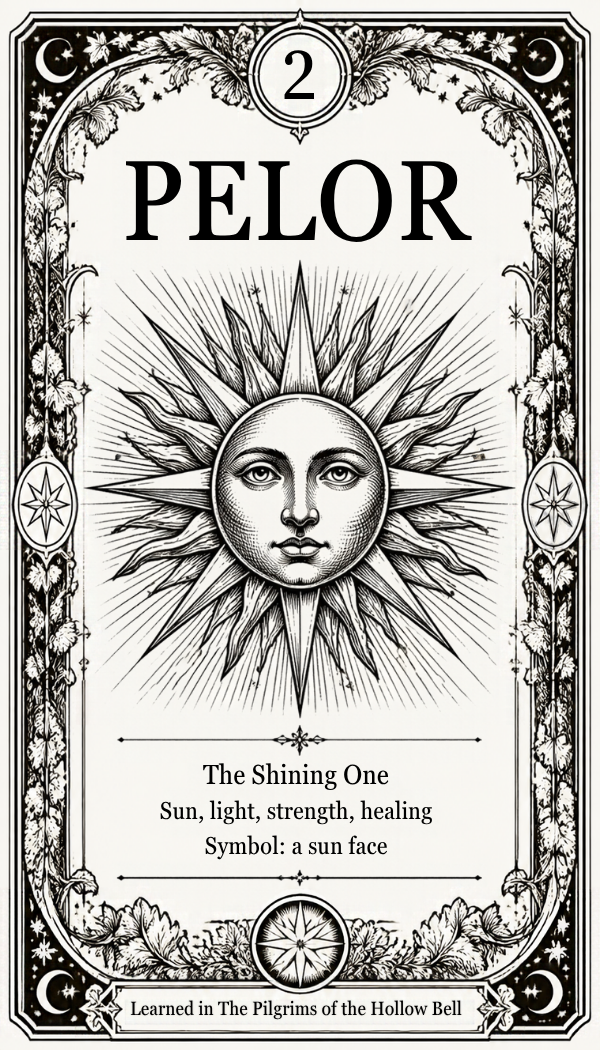 2
PELOR
The Shining One
Sun, light, strength, healing
Symbol: a sun face
Learned in The Pilgrims of the Hollow Bell